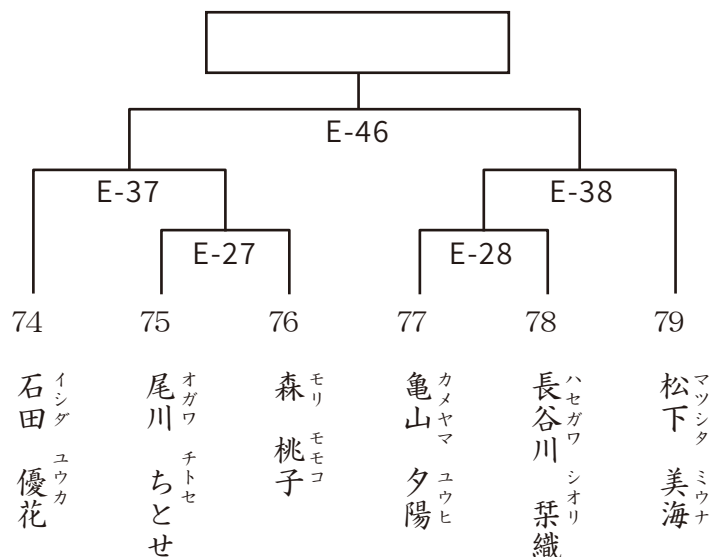 E-46
E-37
E-38
E-27
E-28
74
75
76
77
78
79
石田 優花
イシダ ユウカ
尾川 ちとせ
オガワ チトセ
森 桃子
モリ モモコ
亀山 夕陽
カメヤマ ユウヒ
長谷川 栞織
ハセガワ シオリ
松下 美海
マツシタ ミウナ